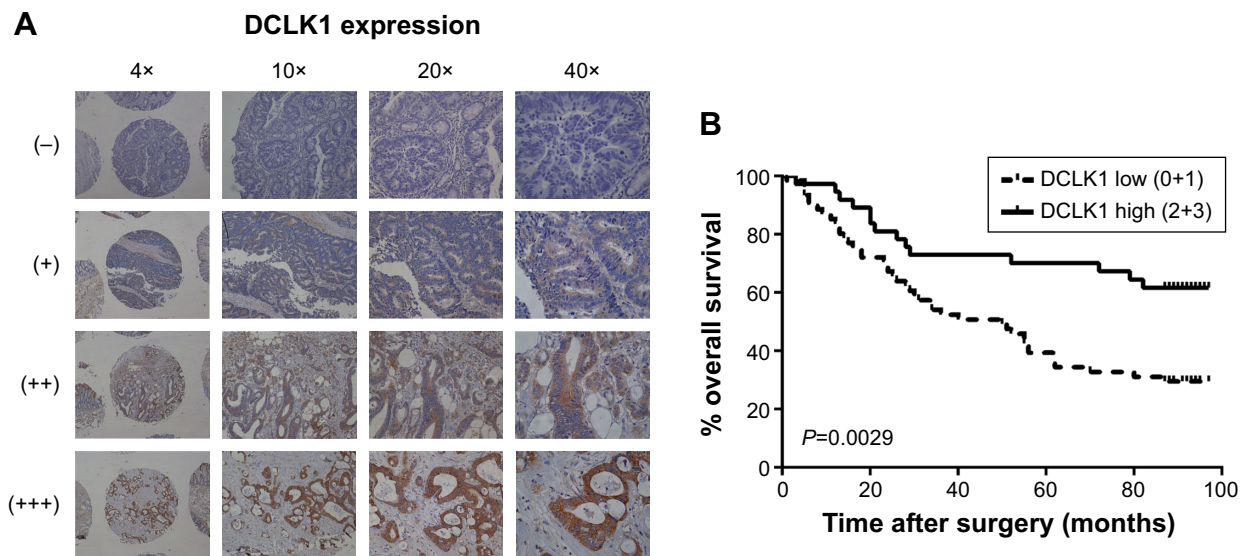 A
DCLK1 expression
4× 10× 20× 40×
(–)
(+)
(++)
(+++)
B
DCLK1 low (0+1)
DCLK1 high (2+3)
% overall survival
100
80
60
40
20
0
P=0.0029
0 20 40 60 80 100
Time after surgery (months)